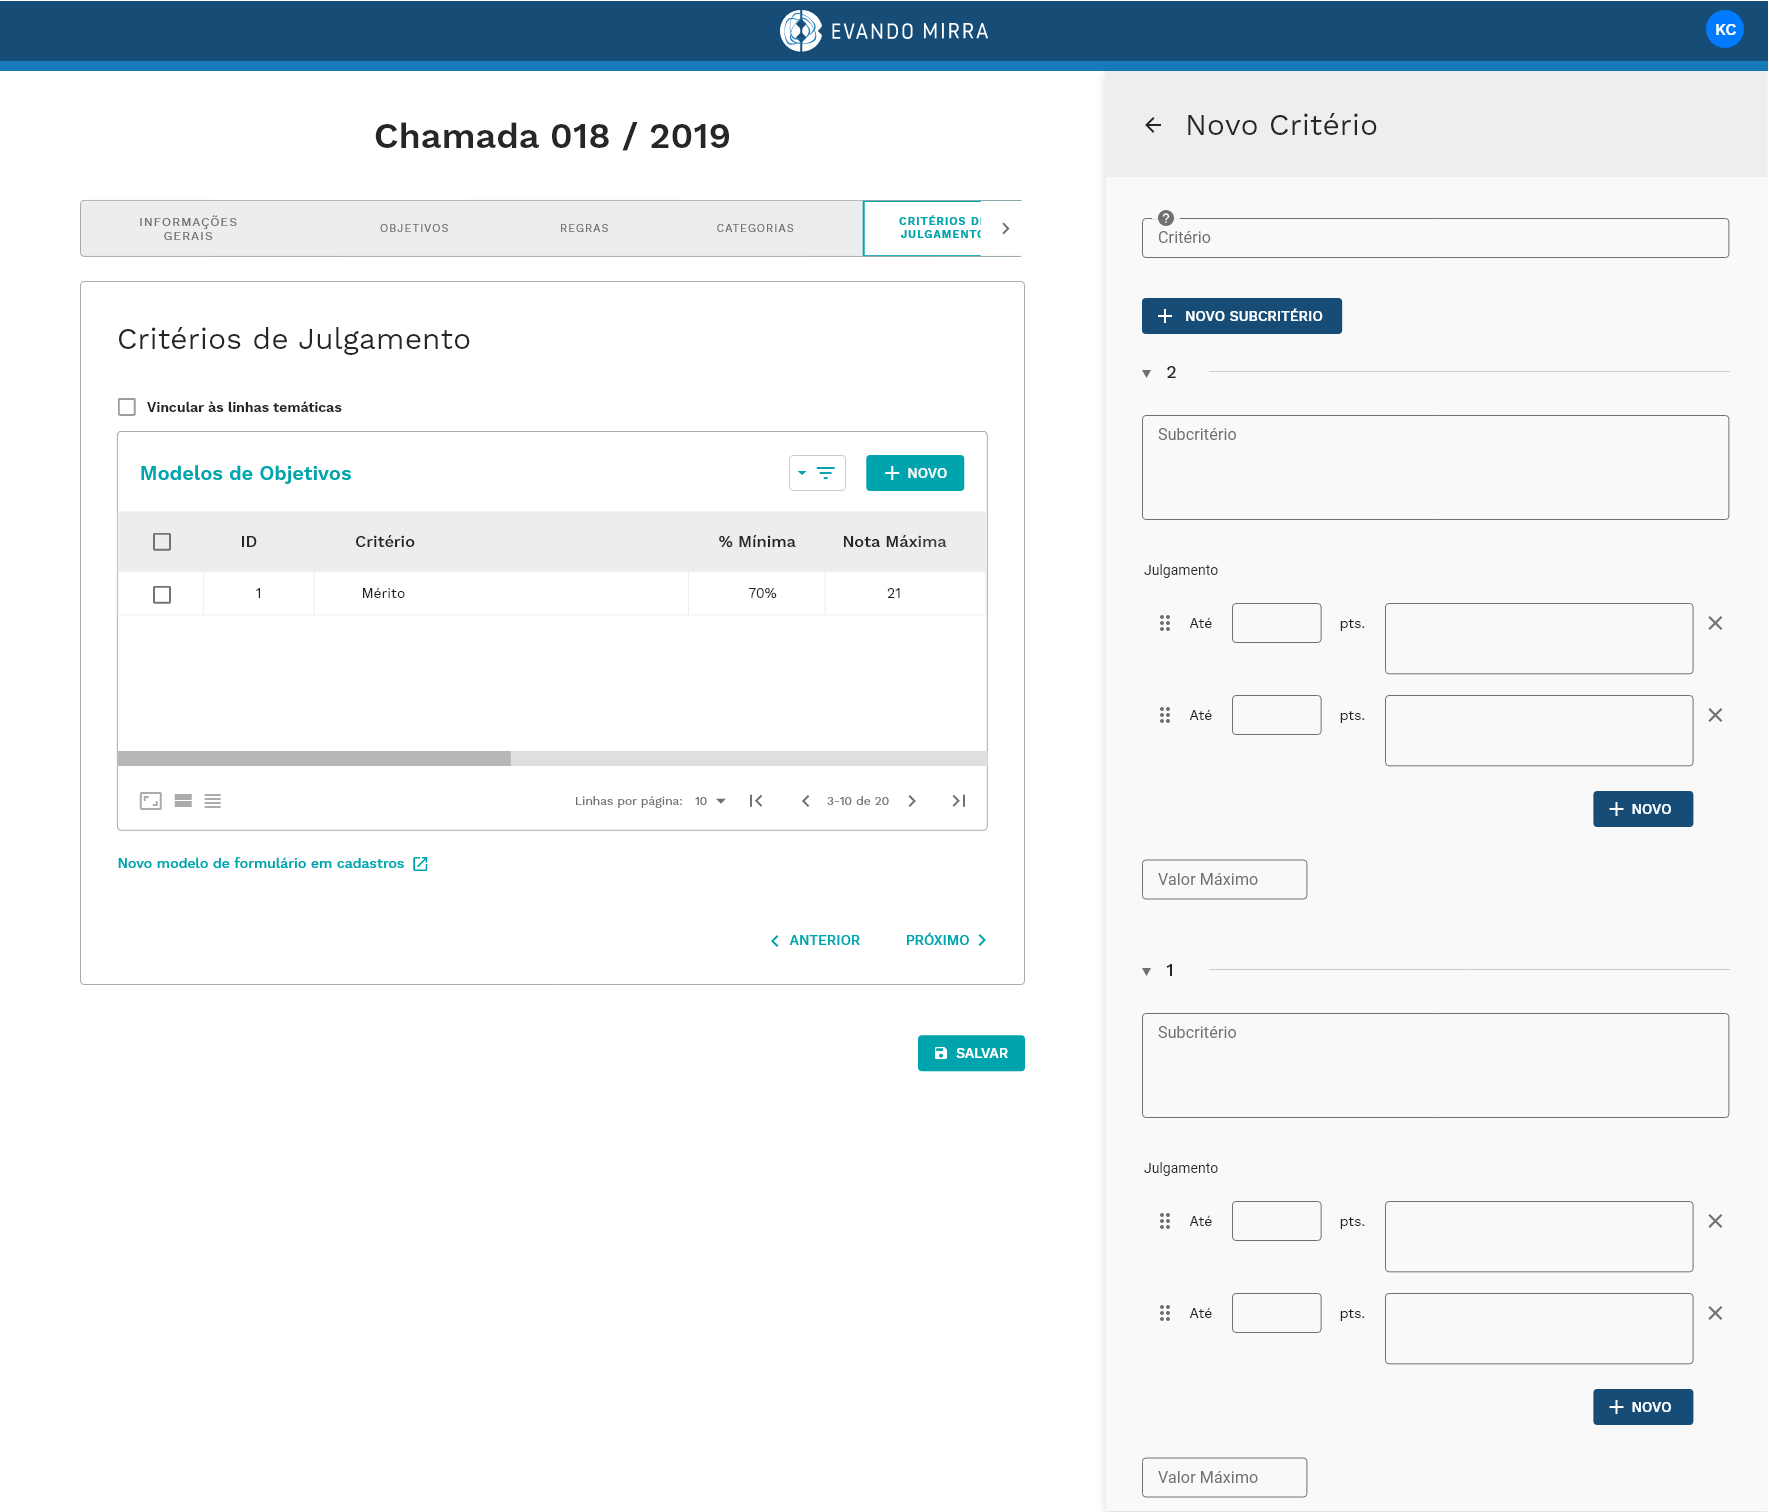 EVANDO MIRRA
KC
Chamada 018 / 2019
INFORMAÇÕES
GERAIS
OBJETIVOS
REGRAS
CATEGORIAS
CRITÉRIOS D
JULGAMENTO
Critérios de Julgamento
Vincular às linhas temáticas
Modelos de Objetivos
NOVO
ID Critério % Mínima Nota Máxima
1 Mérito 70% 21
Linhas por página: 10 3-10 de 20
Novo modelo de formulário em cadastros
ANTERIOR PRÓXIMO
SALVAR
Novo Critério
?
Critério
NOVO SUBCRITÉRIO
2
Subcritério
Julgamento
Até pts.
Até pts.
NOVO
Valor Máximo
1
Subcritério
Julgamento
Até pts.
Até pts.
NOVO
Valor Máximo